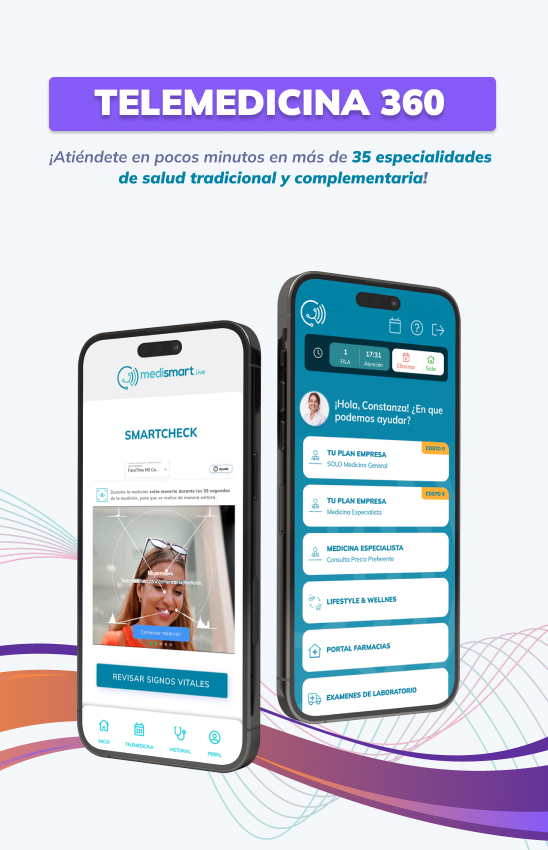 TELEMEDICINA 360
¡Atiéndete en pocos minutos en más de 35 especialidades
de salud tradicional y complementaria!
medismart.live
SMARTCHECK
FaceTime HD Ca...
Ayuda
Durante la medición evita moverte durante los 30 segundos
de la medición, para que se realice de manera exitosa.
Comenzar medición
REVISAR SIGNOS VITALES
INICIO
TELEMEDICINA
HISTORIAL
PERFIL
1
FILA
17:31
Atención
Eliminar
Sala
¡Hola, Constanza! ¿En que
podemos ayudar?
COSTO 0
TU PLAN EMPRESA
SOLO Medicina General
COSTO 0
TU PLAN EMPRESA
Medicina Especialista
MEDICINA ESPECIALISTA
Consulta Precio Preferente
LIFESTYLE & WELLNES
PORTAL FARMACIAS
EXAMENES DE LABORATORIO